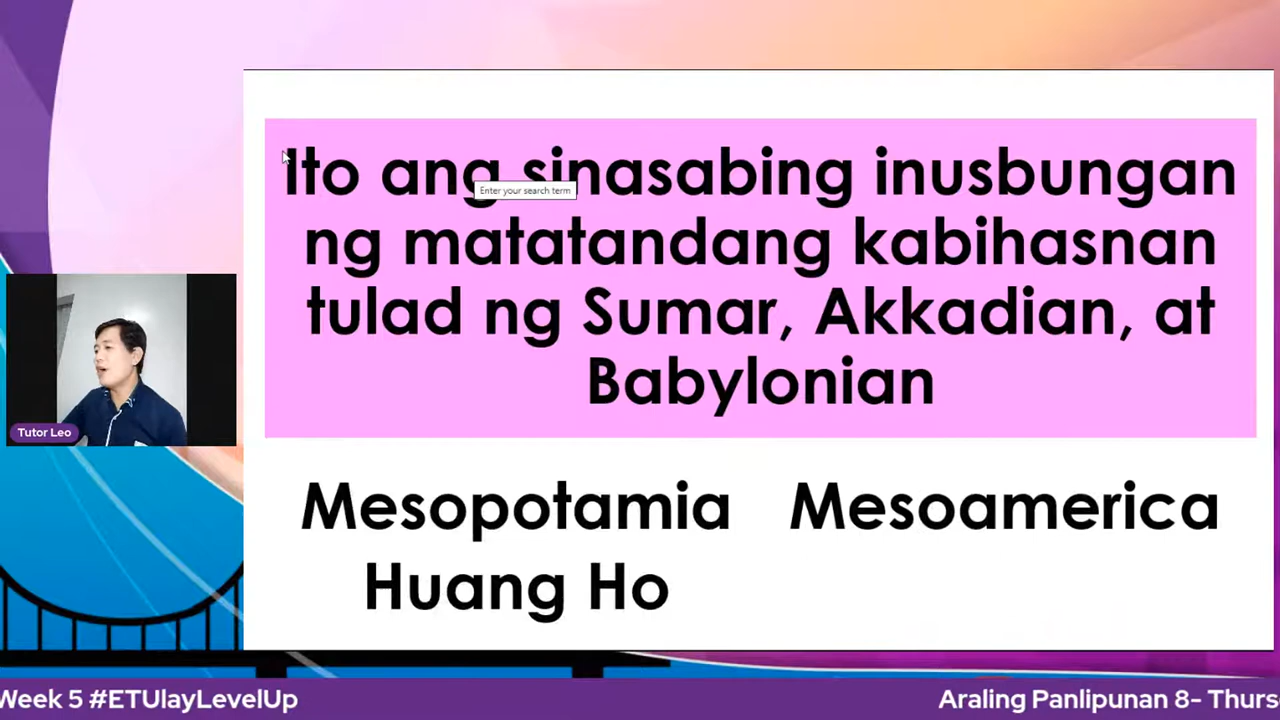 Ito ang sinasabing inusbungan
Enter your search term
ng matatandang kabihasnan
tulad ng Sumar, Akkadian, at
Babylonian
Mesopotamia Mesoamerica
Huang Ho
Tutor Leo
Week 5 #ETUlayLevelUp
Araling Panlipunan 8- Thurs